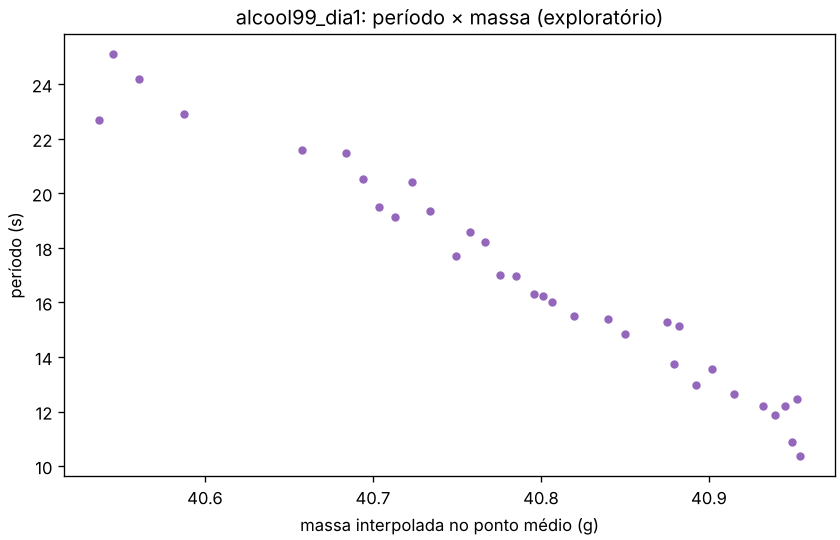 alcool99_dia1: período × massa (exploratório)
período (s)
24
22
20
18
16
14
12
10
40.6 40.7 40.8 40.9
massa interpolada no ponto médio (g)